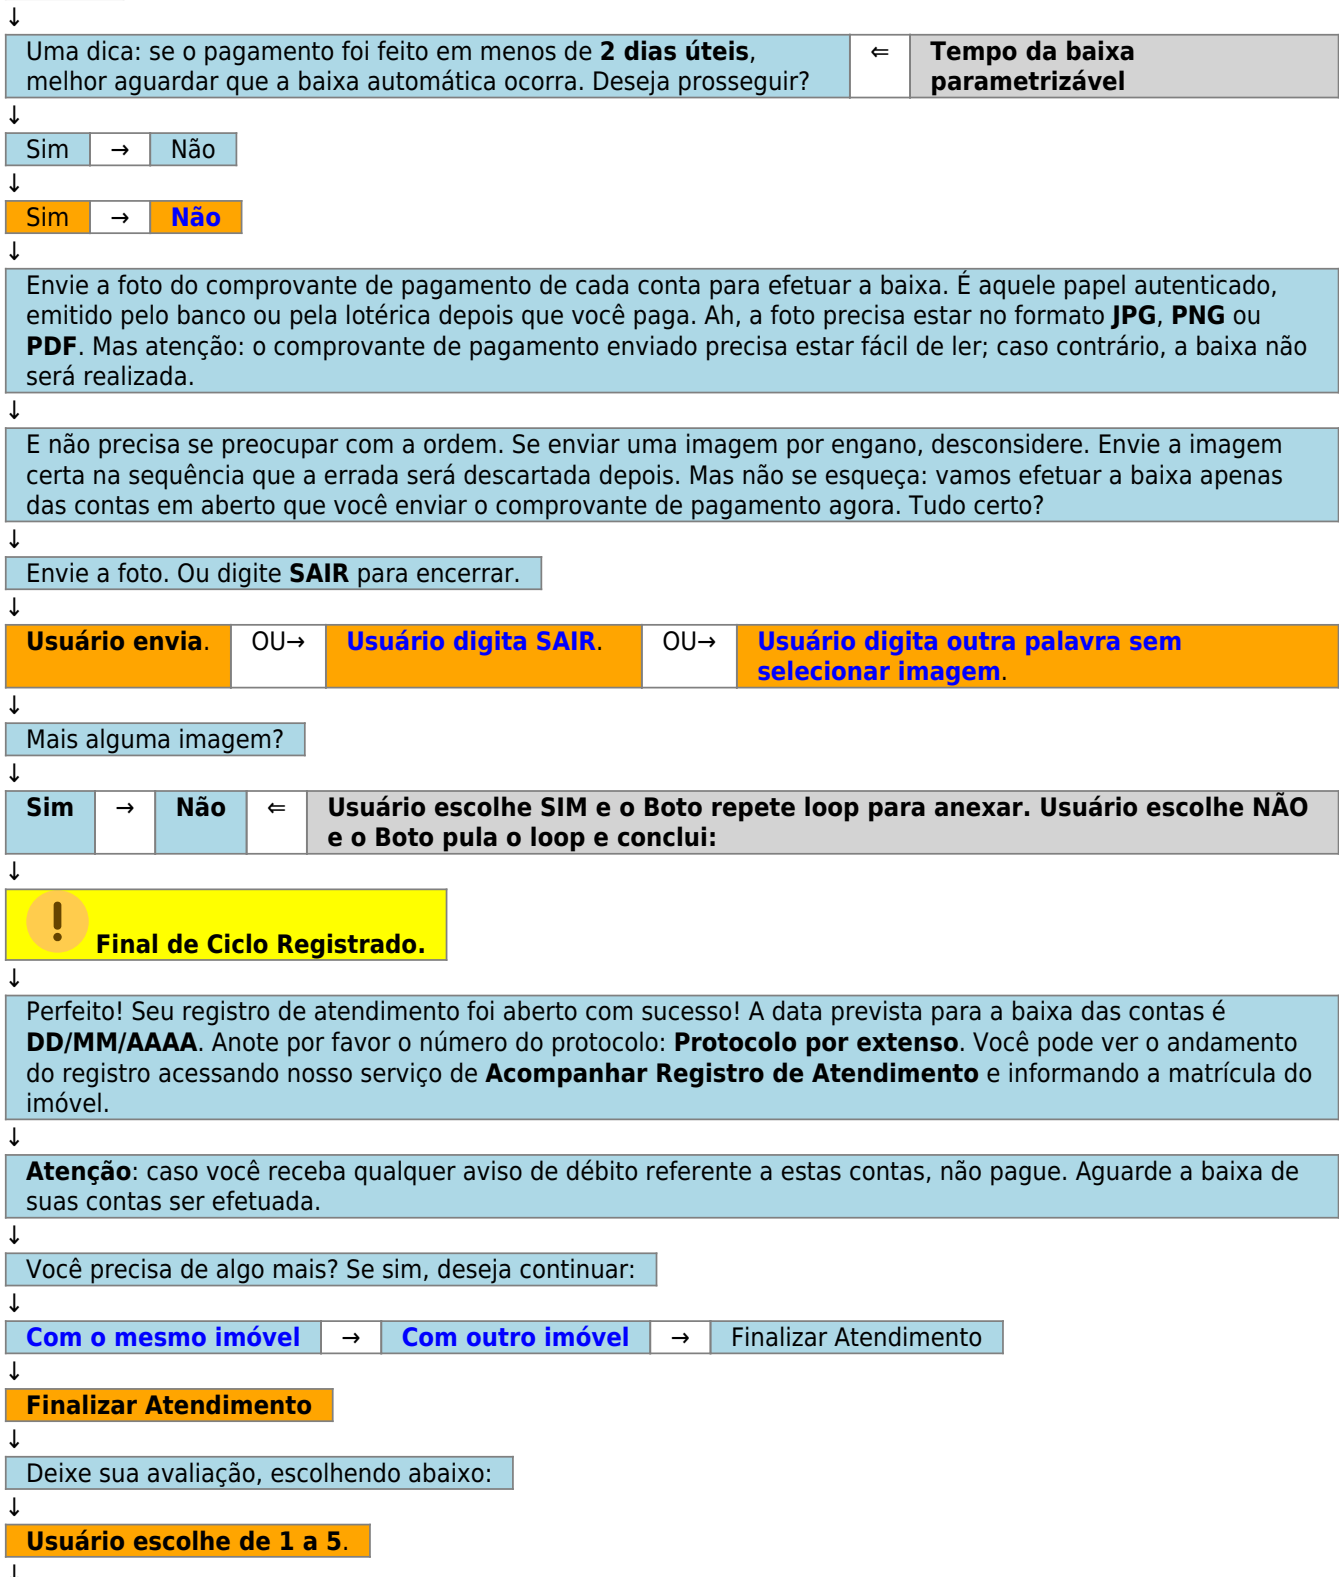 ↓
Uma dica: se o pagamento foi feito em menos de 2 dias úteis, ⇐ Tempo da baixa
melhor aguardar que a baixa automática ocorra. Deseja prosseguir? parametrizável
↓
Sim → Não
↓
Sim → Não
↓
Envie a foto do comprovante de pagamento de cada conta para efetuar a baixa. É aquele papel autenticado,
emitido pelo banco ou pela lotérica depois que você paga. Ah, a foto precisa estar no formato JPG, PNG ou
PDF. Mas atenção: o comprovante de pagamento enviado precisa estar fácil de ler; caso contrário, a baixa não
será realizada.
↓
E não precisa se preocupar com a ordem. Se enviar uma imagem por engano, desconsidere. Envie a imagem
certa na sequência que a errada será descartada depois. Mas não se esqueça: vamos efetuar a baixa apenas
das contas em aberto que você enviar o comprovante de pagamento agora. Tudo certo?
↓
Envie a foto. Ou digite SAIR para encerrar.
↓
Usuário envia. OU→ Usuário digita SAIR. OU→ Usuário digita outra palavra sem
selecionar imagem.
↓
Mais alguma imagem?
↓
Sim → Não ⇐ Usuário escolhe SIM e o Boto repete loop para anexar. Usuário escolhe NÃO
e o Boto pula o loop e conclui:
↓
Final de Ciclo Registrado.
↓
Perfeito! Seu registro de atendimento foi aberto com sucesso! A data prevista para a baixa das contas é
DD/MM/AAAA. Anote por favor o número do protocolo: Protocolo por extenso. Você pode ver o andamento
do registro acessando nosso serviço de Acompanhar Registro de Atendimento e informando a matrícula do
imóvel.
↓
Atenção: caso você receba qualquer aviso de débito referente a estas contas, não pague. Aguarde a baixa de
suas contas ser efetuada.
↓
Você precisa de algo mais? Se sim, deseja continuar:
↓
Com o mesmo imóvel → Com outro imóvel → Finalizar Atendimento
↓
Finalizar Atendimento
↓
Deixe sua avaliação, escolhendo abaixo:
↓
Usuário escolhe de 1 a 5.